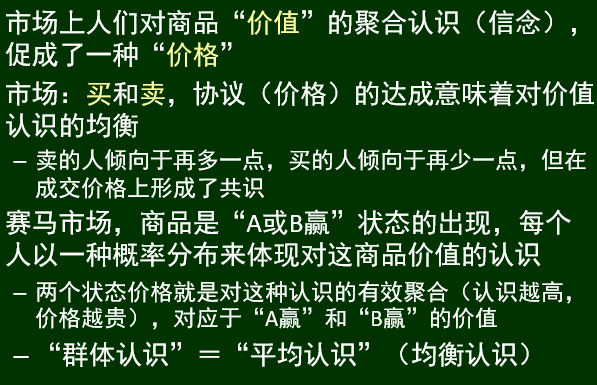 市场上人们对商品“价值”的聚合认识（信念），
促成了一种“价格”
市场：买和卖，协议（价格）的达成意味着对价值
认识的均衡
– 卖的人倾向于再多一点，买的人倾向于再少一点，但在
成交价格上形成了共识
赛马市场，商品是“A或B赢”状态的出现，每个
人以一种概率分布来体现对这商品价值的认识
– 两个状态价格就是对这种认识的有效聚合（认识越高，
价格越贵），对应于“A赢”和“B赢”的价值
– “群体认识”＝“平均认识”（均衡认识）